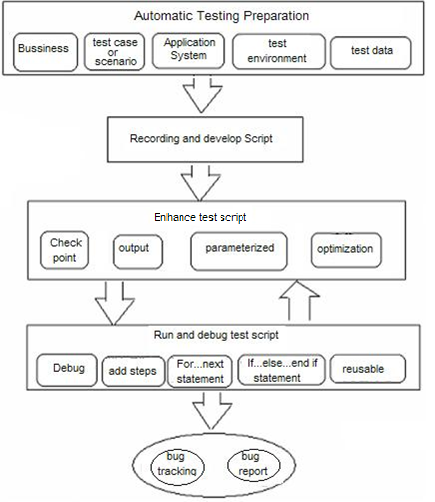 Automatic Testing Preparation
Bussiness
test case
or
scenario
Application
System
test
environment
test data
Recording and develop Script
Enhance test script
Check
point
output
parameterized
optimization
Run and debug test script
Debug
add steps
For...next
statement
If...else...end if
statement
reusable
bug
tracking
bug
report